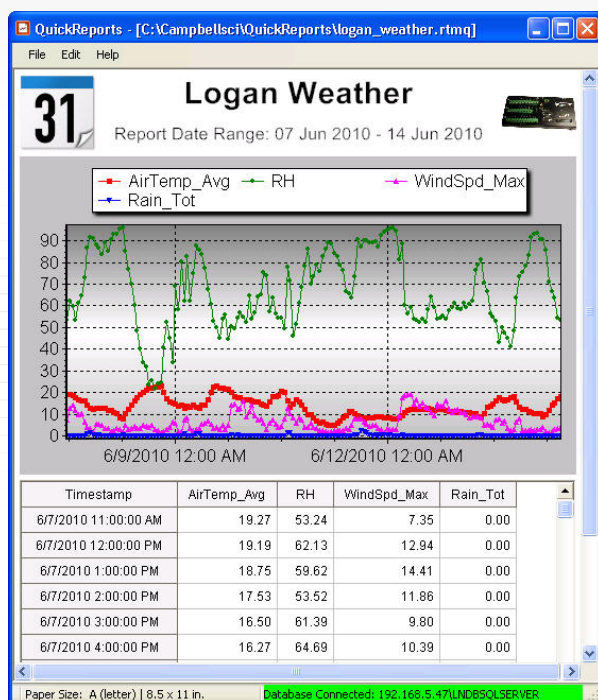 QuickReports - [C:\Campbellsci\QuickReports\logan_weather.rtmq]
File Edit Help
31
Logan Weather
Report Date Range: 07 Jun 2010 - 14 Jun 2010
AirTemp_Avg RH WindSpd_Max
Rain_Tot
90
80
70
60
50
40
30
20
10
0
6/9/2010 12:00 AM 6/12/2010 12:00 AM
Timestamp AirTemp_Avg RH WindSpd_Max Rain_Tot
6/7/2010 11:00:00 AM 19.27 53.24 7.35 0.00
6/7/2010 12:00:00 PM 19.19 62.13 12.94 0.00
6/7/2010 1:00:00 PM 18.75 59.62 14.41 0.00
6/7/2010 2:00:00 PM 17.53 53.52 11.86 0.00
6/7/2010 3:00:00 PM 16.50 61.39 9.80 0.00
6/7/2010 4:00:00 PM 16.27 64.69 10.39 0.00
Paper Size: A (letter) | 8.5 x 11 in. Database Connected: 192.168.5.47\LNDBSQLSERVER